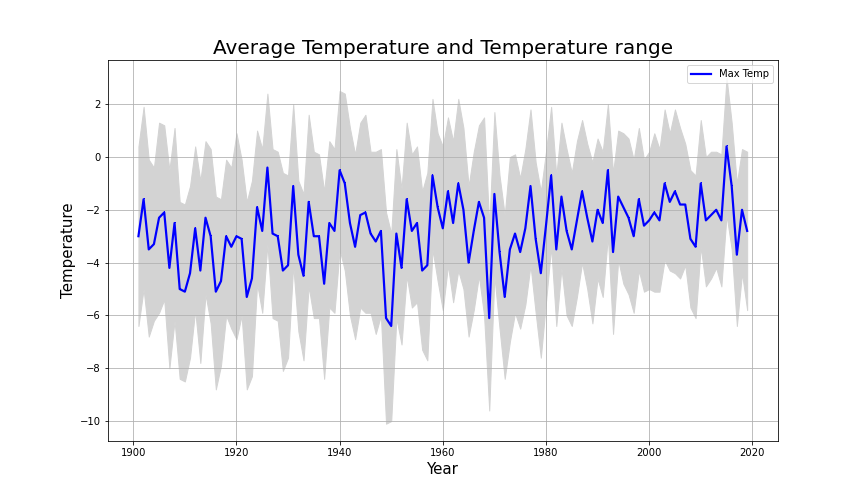 Average Temperature and Temperature range
Max Temp
Temperature
2
0
−2
−4
−6
−8
−10
1900 1920 1940 1960 1980 2000 2020
Year